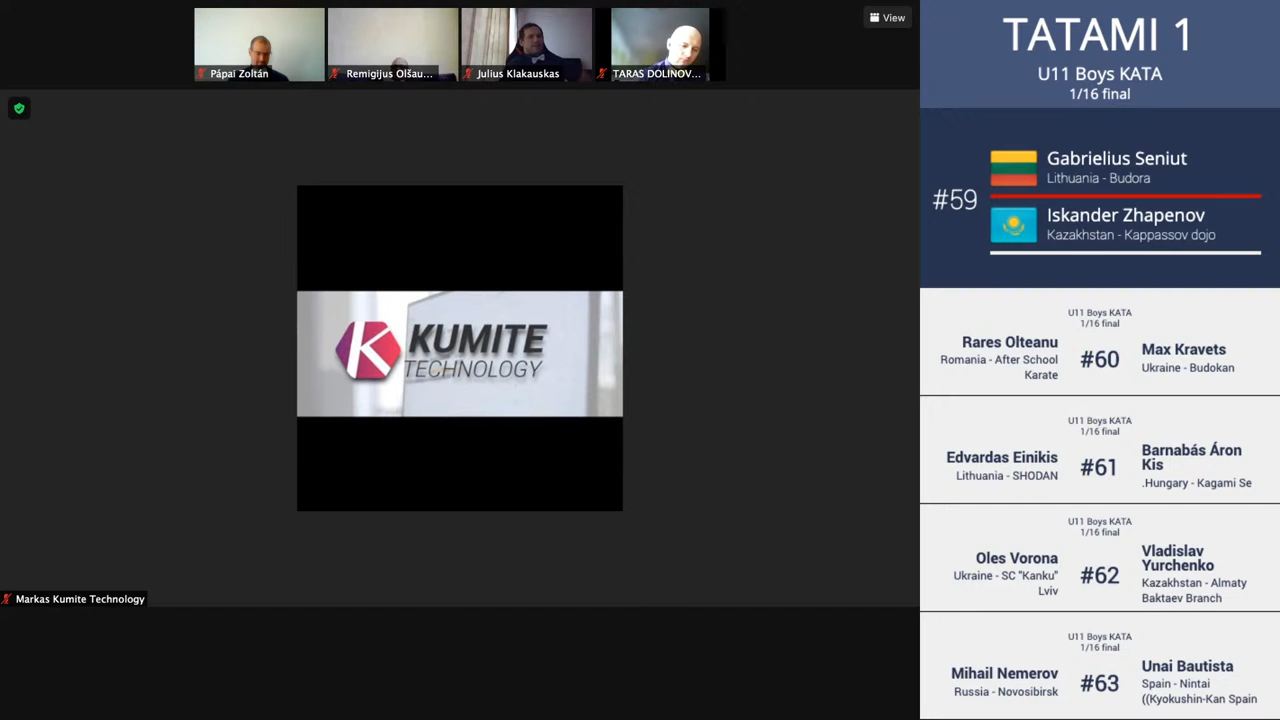 Pápai Zoltán
Remigijus Olšau...
Julius Klakauskas
TARAS DOLINOV...
View
KUMITE
TECHNOLOGY
Markas Kumite Technology
TATAMI 1
U11 Boys KATA
1/16 final
#59
Gabrielius Seniut
Lithuania - Budora
Iskander Zhapenov
Kazakhstan - Kappassov dojo
U11 Boys KATA
1/16 final
Rares Olteanu
Romania - After School
Karate
#60
Max Kravets
Ukraine - Budokan
U11 Boys KATA
1/16 final
Edvardas Einikis
Lithuania - SHODAN
#61
Barnabás Áron
Kis
.Hungary - Kagami Se
U11 Boys KATA
1/16 final
Oles Vorona
Ukraine - SC "Kanku"
Lviv
#62
Vladislav
Yurchenko
Kazakhstan - Almaty
Baktaev Branch
U11 Boys KATA
1/16 final
Mihail Nemerov
Russia - Novosibirsk
#63
Unai Bautista
Spain - Nintai
((Kyokushin-Kan Spain